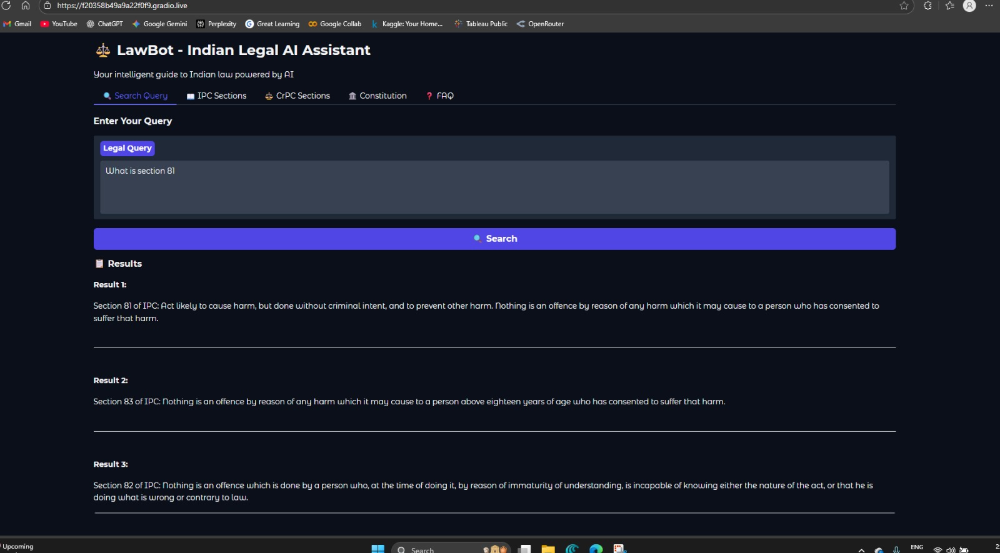 https://f20358b49a9a22f0f9.gradio.live
Gmail YouTube ChatGPT Google Gemini Perplexity Great Learning Google Colab Kaggle: Your Home... Tableau Public OpenRouter
LawBot - Indian Legal AI Assistant
Your intelligent guide to Indian law powered by AI
Search Query IPC Sections CrPC Sections Constitution FAQ
Enter Your Query
Legal Query
What is section 81
Search
Results
Result 1:
Section 81 of IPC: Act likely to cause harm, but done without criminal intent, and to prevent other harm. Nothing is an offence by reason of any harm which it may cause to a person who has consented to
suffer that harm.
Result 2:
Section 83 of IPC: Nothing is an offence by reason of any harm which it may cause to a person above eighteen years of age who has consented to suffer that harm.
Result 3:
Section 82 of IPC: Nothing is an offence which is done by a person who, at the time of doing it, by reason of immaturity of understanding, is incapable of knowing either the nature of the act, or that he is
doing what is wrong or contrary to law.
Upcoming Search ENG